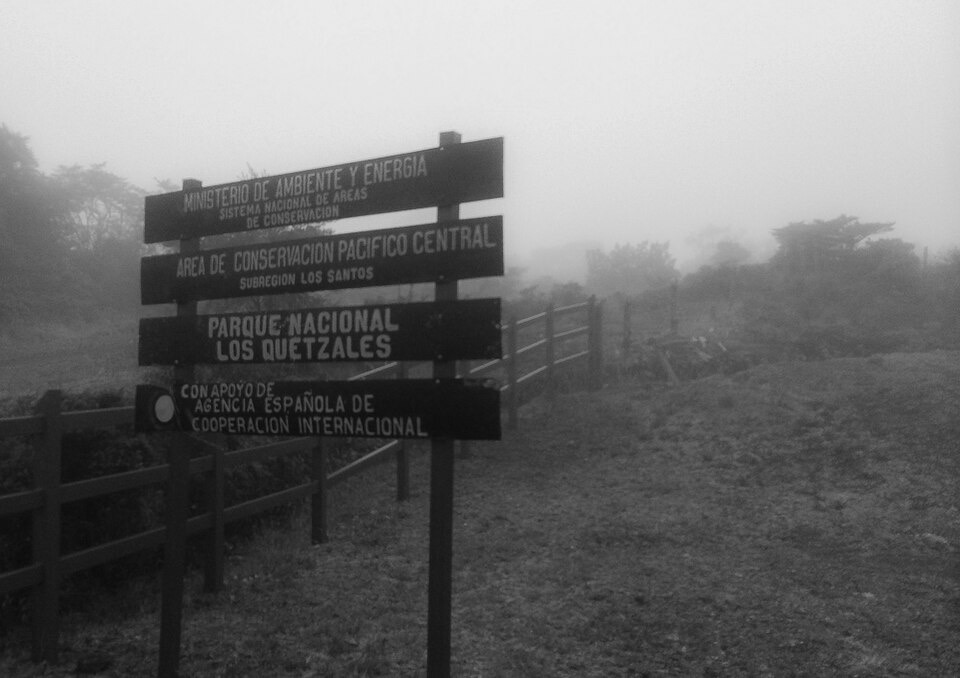 MINISTERIO DE AMBIENTE Y ENERGIA
SISTEMA NACIONAL DE AREAS
DE CONSERVACION
AREA DE CONSERVACION PACIFICO CENTRAL
SUBREGION LOS SANTOS
PARQUE NACIONAL
LOS QUETZALES
CON APOYO DE
AGENCIA ESPAÑOLA DE
COOPERACION INTERNACIONAL